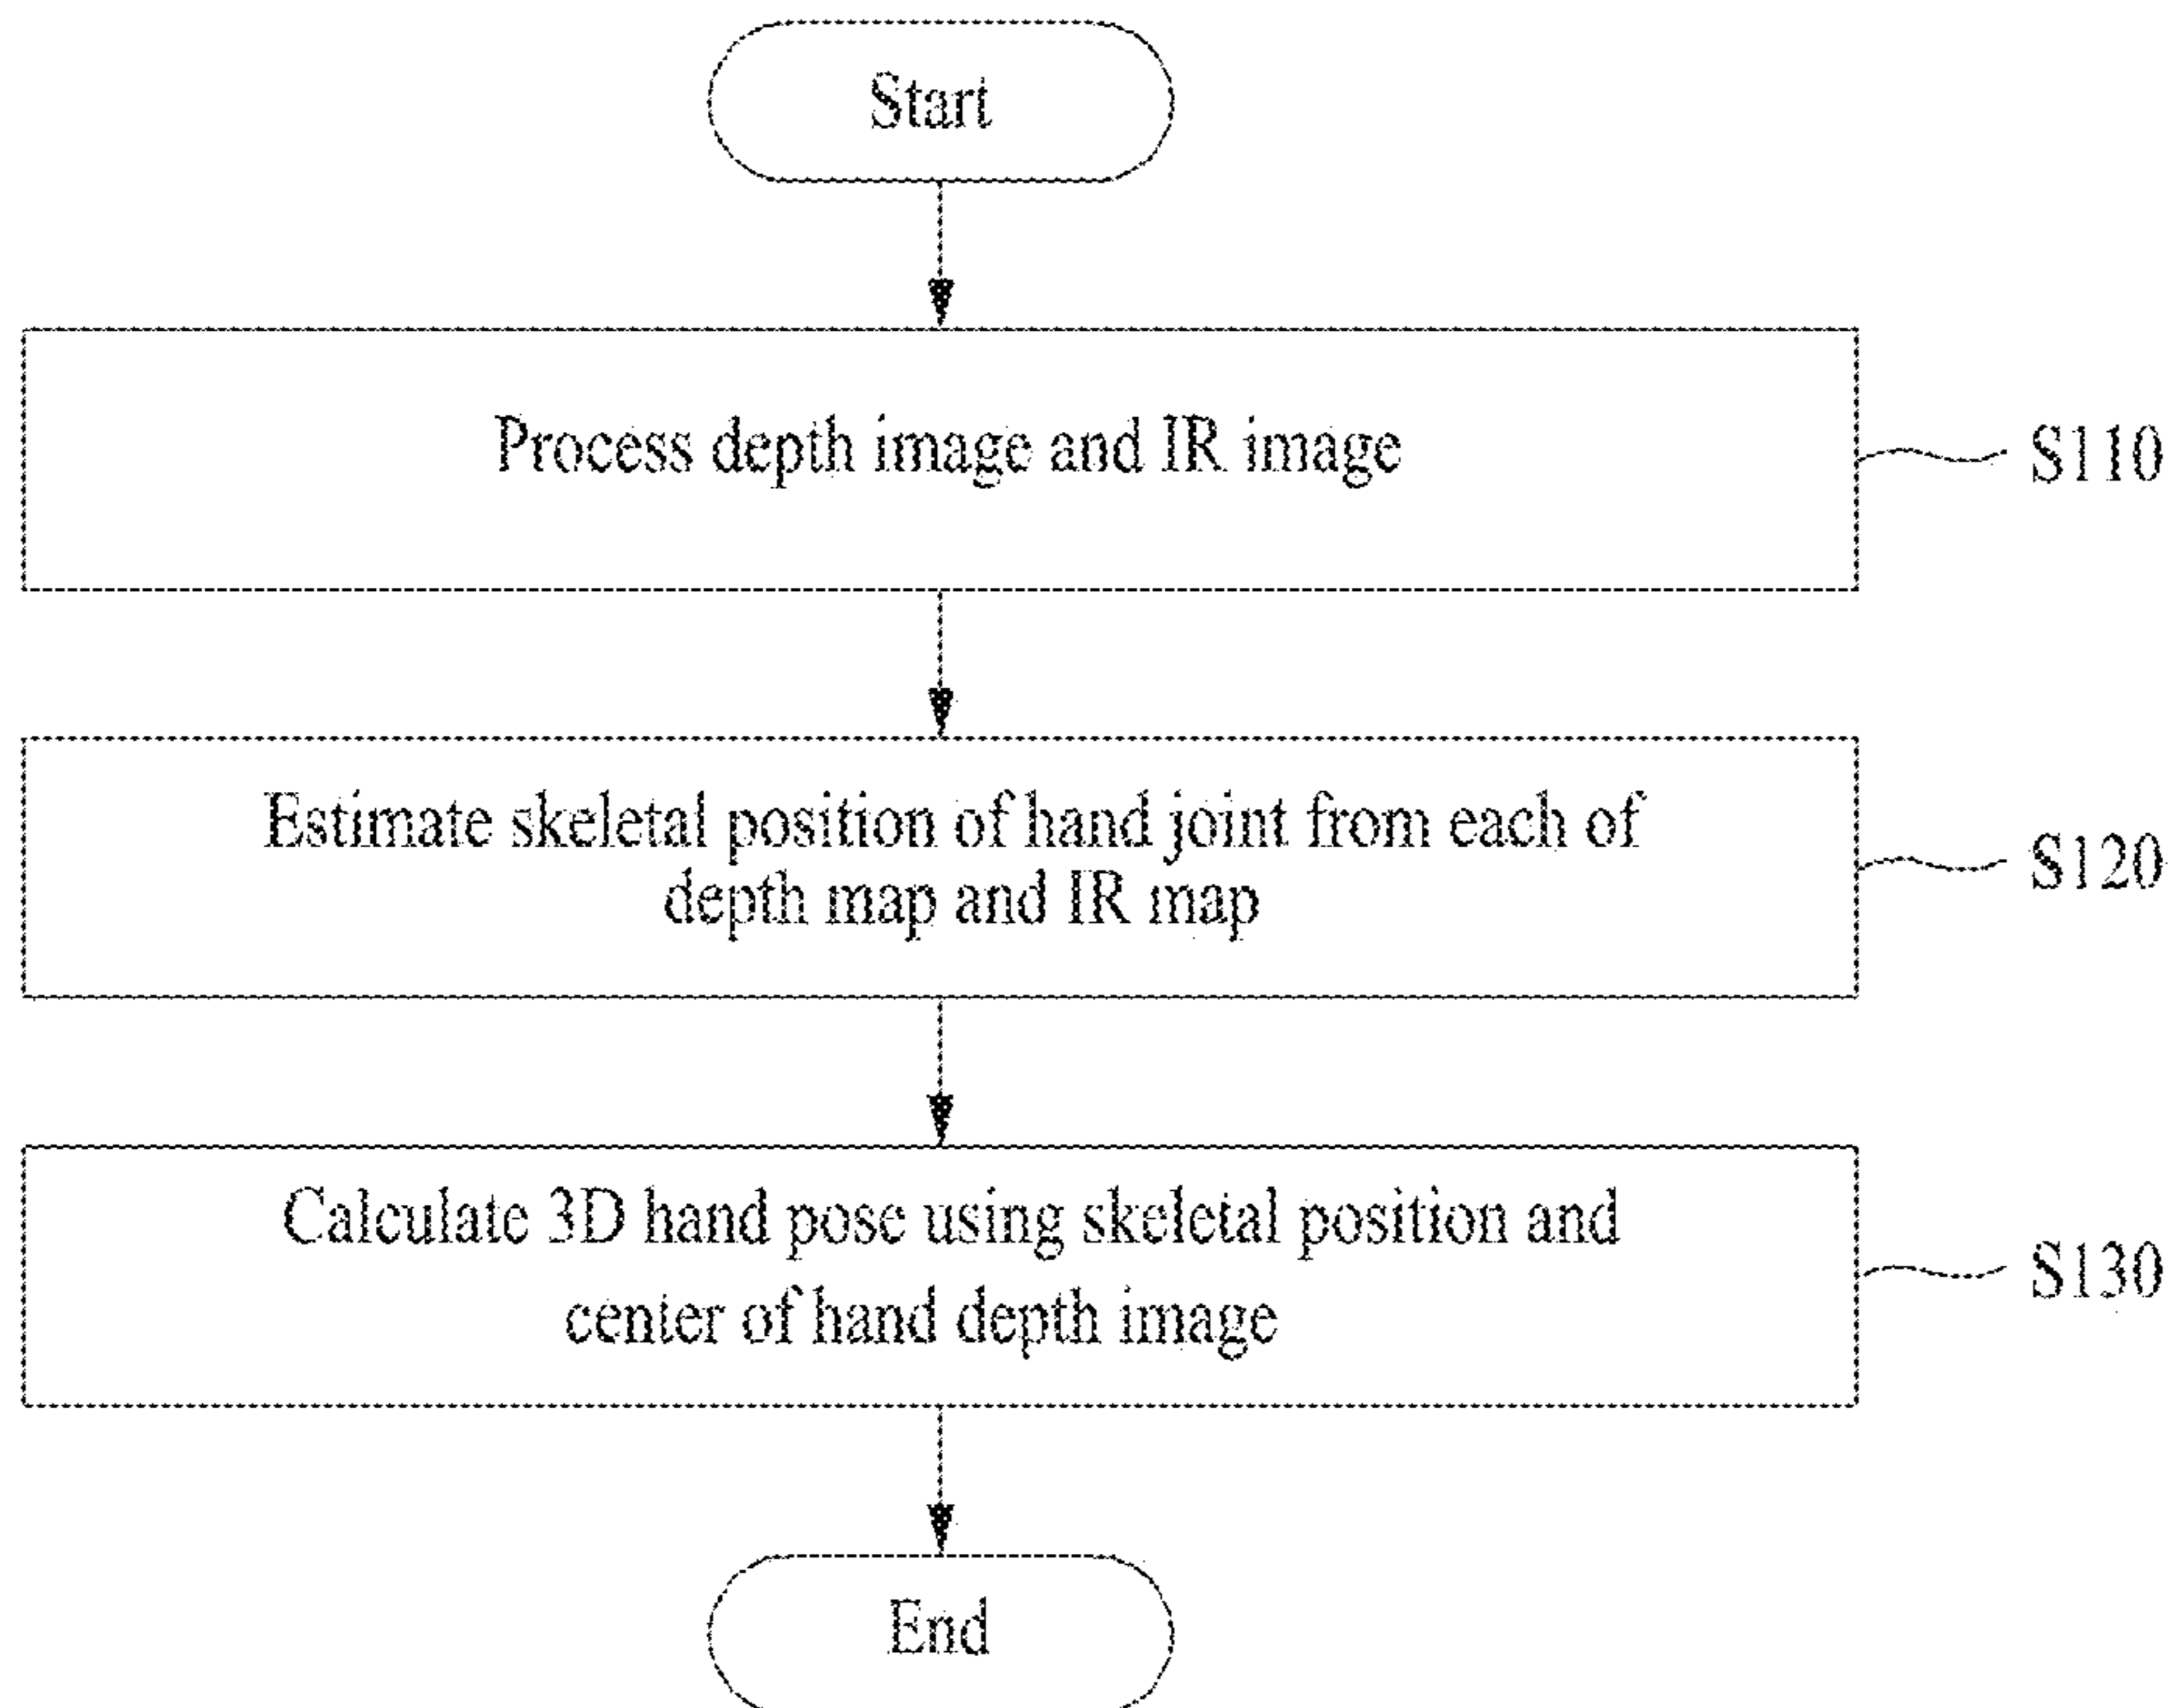 Start
Process depth image and IR image
S110
Estimate skeletal position of hand joint from each of
depth map and IR map
S120
Calculate 3D hand pose using skeletal position and
center of hand depth image
S130
End